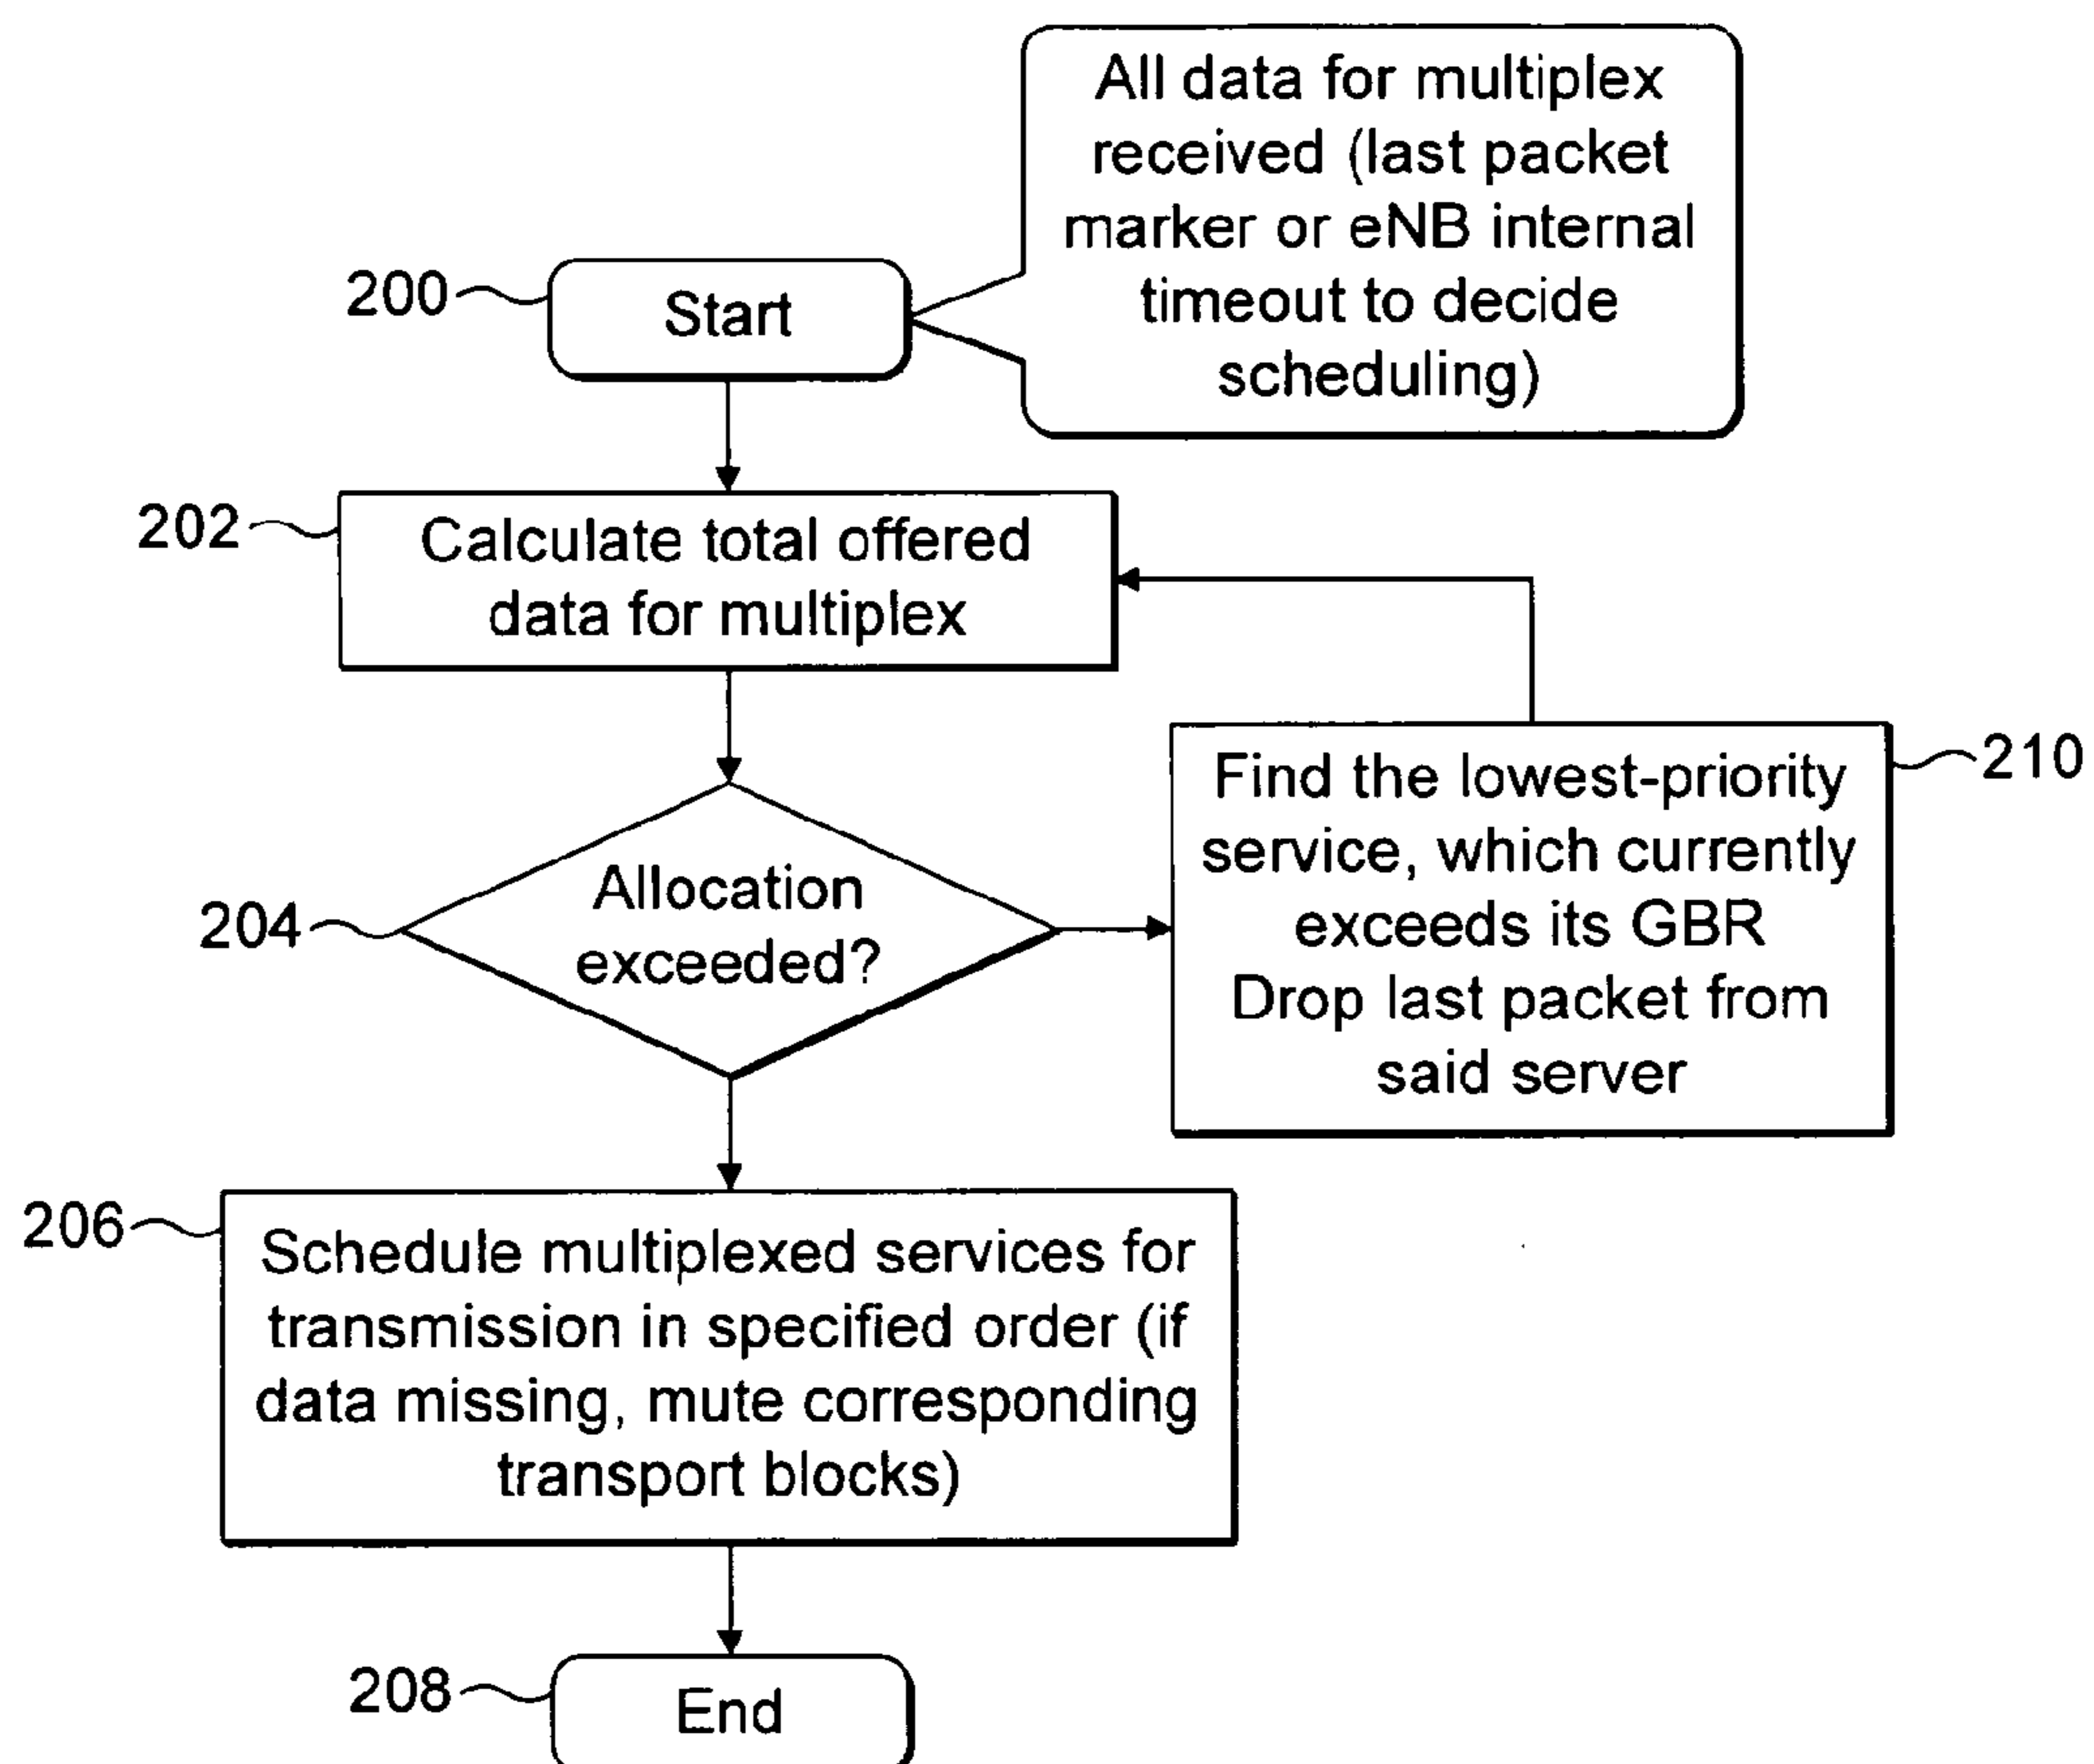 All data for multiplex
received (last packet
marker or eNB internal
timeout to decide
scheduling)
200
Start
202
Calculate total offered
data for multiplex
204
Allocation
exceeded?
210
Find the lowest-priority
service, which currently
exceeds its GBR
Drop last packet from
said server
206
Schedule multiplexed services for
transmission in specified order (if
data missing, mute corresponding
transport blocks)
208
End